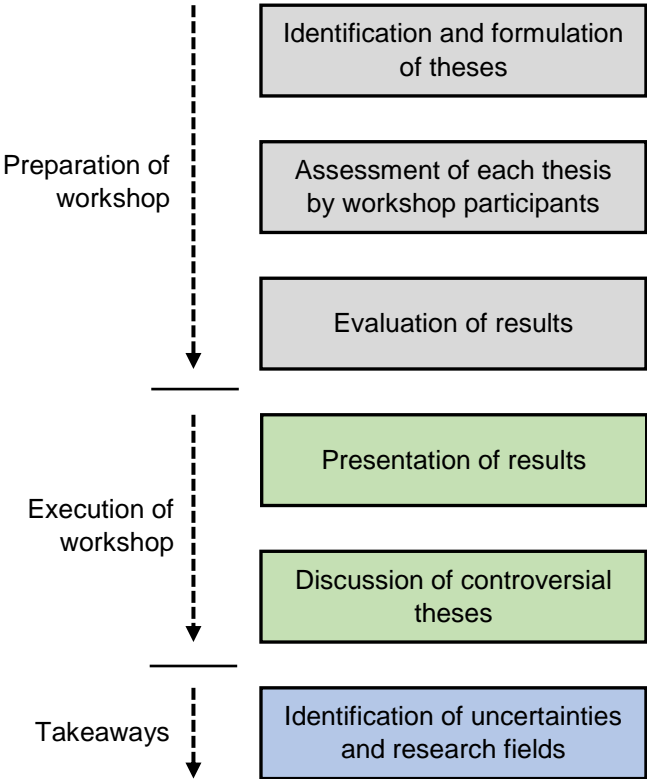 Identification and formulation
of theses
Preparation of
workshop
Assessment of each thesis
by workshop participants
Evaluation of results
Presentation of results
Execution of
workshop
Discussion of controversial
theses
Takeaways
Identification of uncertainties
and research fields